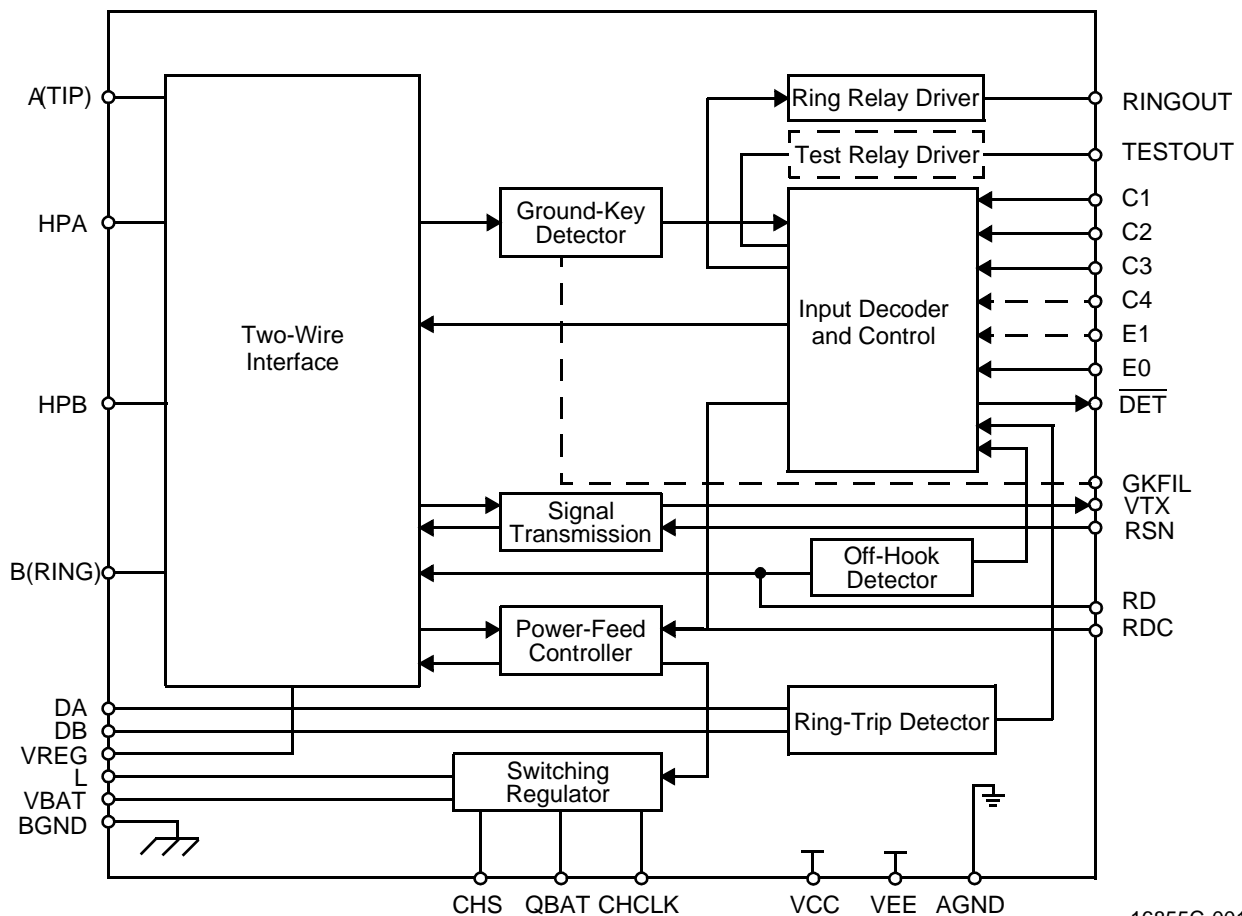 A(TIP)
HPA
HPB
B(RING)
DA
DB
VREG
L
VBAT
BGND
Two-Wire
Interface
Ground-Key
Detector
Signal
Transmission
Power-Feed
Controller
Switching
Regulator
Ring Relay Driver
Test Relay Driver
Input Decoder
and Control
Off-Hook
Detector
Ring-Trip Detector
RINGOUT
TESTOUT
C1
C2
C3
C4
E1
E0
DET
GKFIL
VTX
RSN
RD
RDC
CHS
QBAT
CHCLK
VCC
VEE
AGND